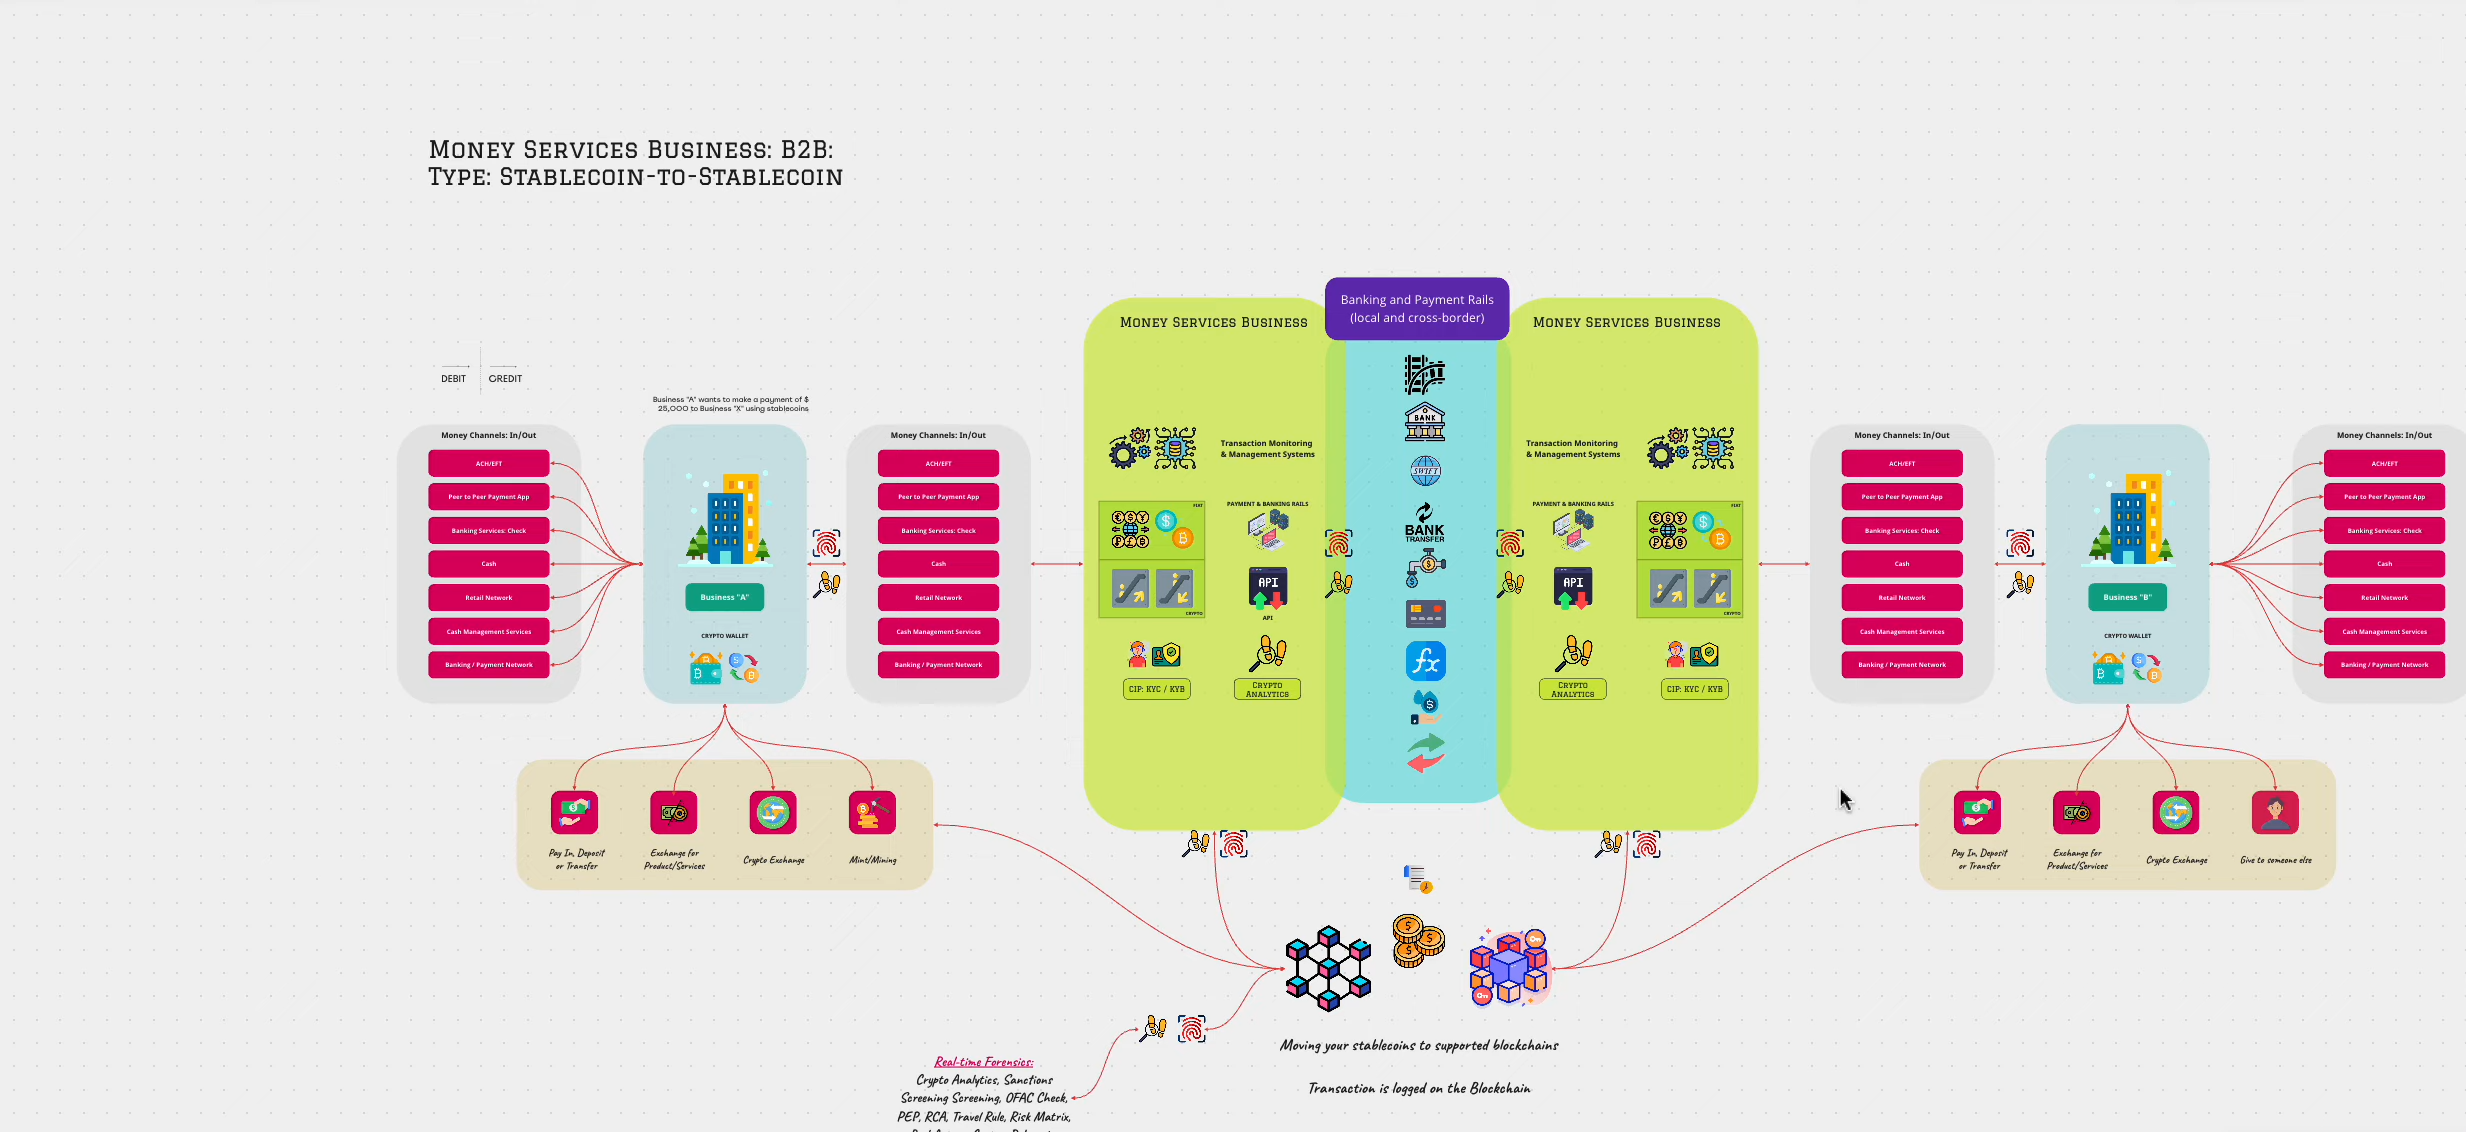 Money Services Business: B2B:
Type: Stablecoin-to-Stablecoin
DEBIT
CREDIT
Business "A" wants to make a payment of $
25,000 to Business "X" using stablecoins
Money Channels: In/Out
ACH/EFT
Peer to Peer Payment App
Banking Services: Check
Cash
Retail Network
Cash Management Services
Banking / Payment Network
Business "A"
CRYPTO WALLET
Money Channels: In/Out
ACH/EFT
Peer to Peer Payment App
Banking Services: Check
Cash
Retail Network
Cash Management Services
Banking / Payment Network
Pay In, Deposit
or Transfer
Exchange for
Product/Services
Crypto Exchange
Mint/Mining
Money Services Business
Transaction Monitoring
& Management Systems
PAYMENT & BANKING RAILS
FIAT
CRYPTO
API
API
CIP: KYC / KYB
Crypto
Analytics
Banking and Payment Rails
(local and cross-border)
BANK
SWIFT
BANK
TRANSFER
fx
Money Services Business
Transaction Monitoring
& Management Systems
PAYMENT & BANKING RAILS
FIAT
CRYPTO
API
Crypto
Analytics
CIP: KYC / KYB
Money Channels: In/Out
ACH/EFT
Peer to Peer Payment App
Banking Services: Check
Cash
Retail Network
Cash Management Services
Banking / Payment Network
Business "B"
CRYPTO WALLET
Money Channels: In/Out
ACH/EFT
Peer to Peer Payment App
Banking Services: Check
Cash
Retail Network
Cash Management Services
Banking / Payment Network
Pay In, Deposit
or Transfer
Exchange for
Product/Services
Crypto Exchange
Give to someone else
Moving your stablecoins to supported blockchains
Transaction is logged on the Blockchain
Real-time Forensics:
Crypto Analytics, Sanctions
Screening Screening, OFAC Check,
PEP, RCA, Travel Rule, Risk Matrix,